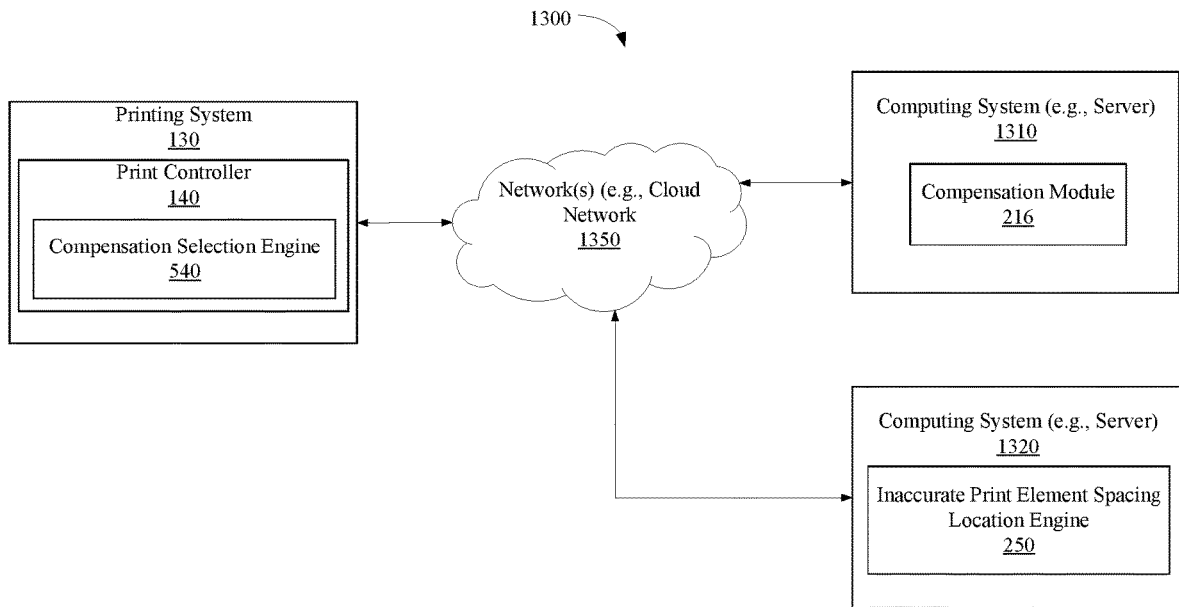 1300
Printing System
130
Print Controller
140
Compensation Selection Engine
540
Network(s) (e.g., Cloud
Network
1350
Computing System (e.g., Server)
1310
Compensation Module
216
Computing System (e.g., Server)
1320
Inaccurate Print Element Spacing
Location Engine
250